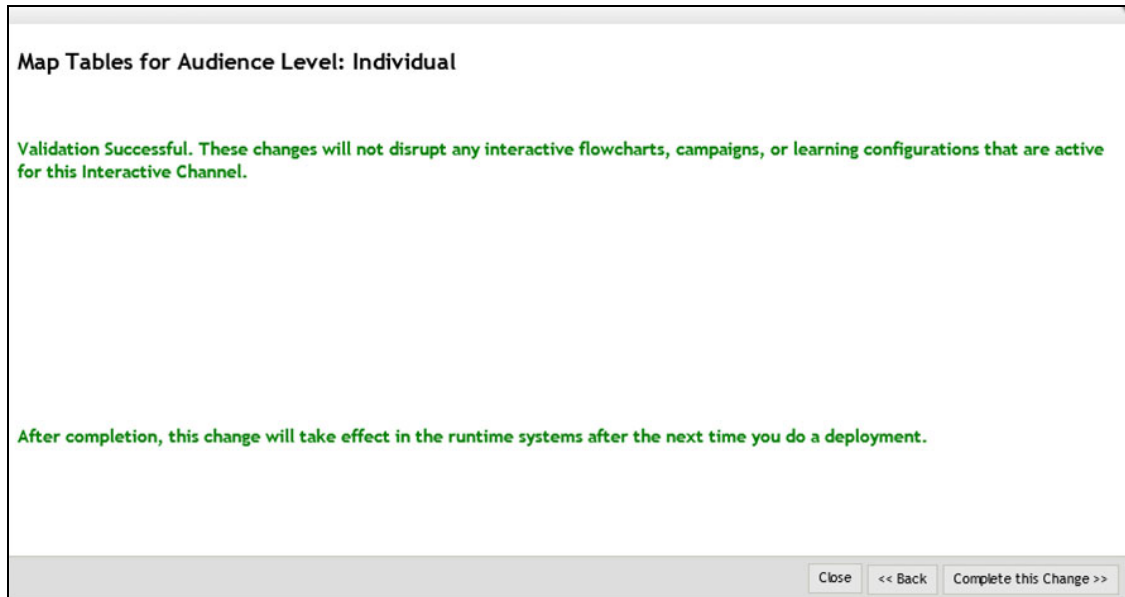 Map Tables for Audience Level: Individual
Validation Successful. These changes will not disrupt any interactive flowcharts, campaigns, or learning configurations that are active
for this Interactive Channel.
After completion, this change will take effect in the runtime systems after the next time you do a deployment.
Close << Back Complete this Change >>